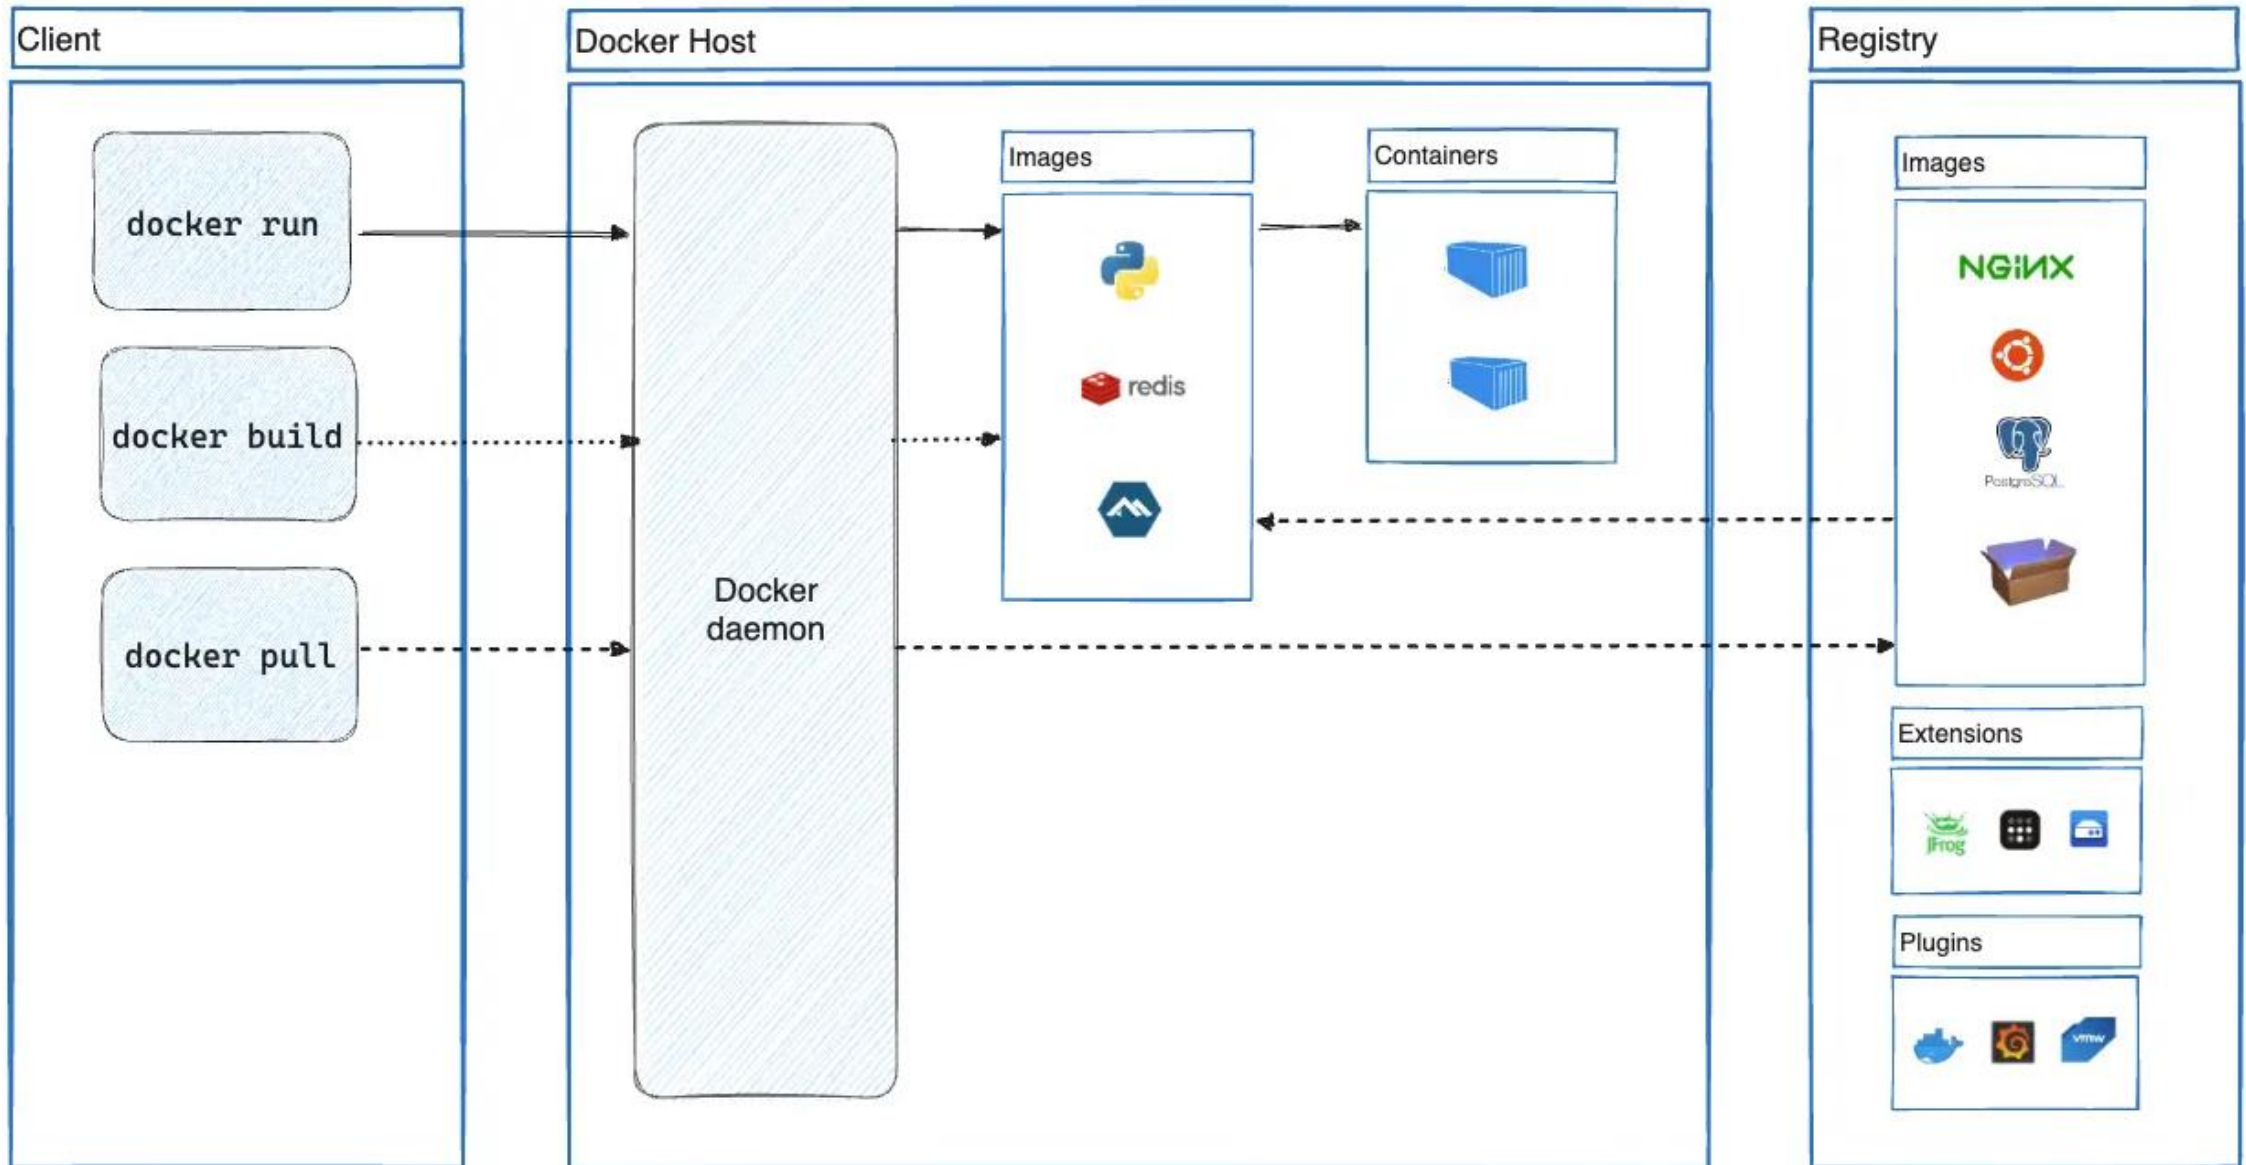 Client
docker run
docker build
docker pull
Docker Host
Docker
daemon
Images
redis
Containers
Registry
Images
NGINX
PostgreSQL
Extensions
JFrog
Plugins
vmw